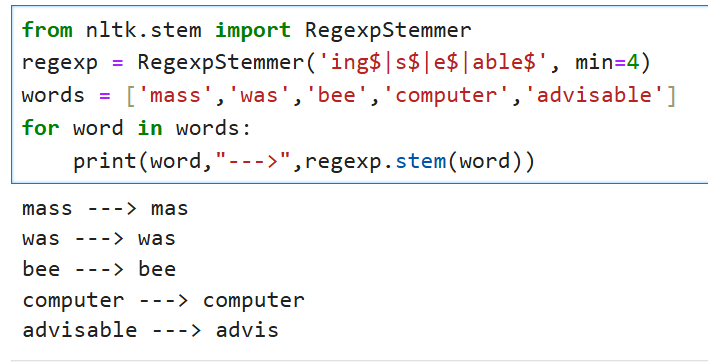 from nltk.stem import RegexpStemmer
regexp = RegexpStemmer('ing$|s$|e$|able$', min=4)
words = ['mass','was','bee','computer','advisable']
for word in words:
    print(word,"--->",regexp.stem(word))
mass ---> mas
was ---> was
bee ---> bee
computer ---> computer
advisable ---> advis